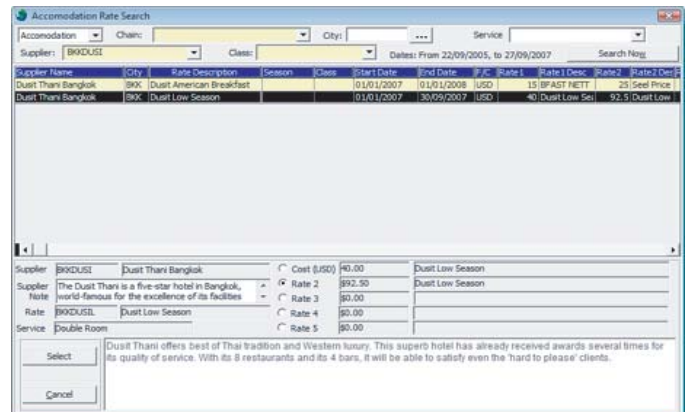 Accomodation Rate Search
Accomodation Chain: City: ... Service
Supplier: BKKDUSI Class: Dates: From 22/09/2005, to 27/09/2007 Search Now
Supplier Name City Rate Description Season Class Start Date End Date F/C Rate1 Rate1 Desc Rate2 Rate2 Des
Dusit Thani Bangkok BKK Dusit American Breakfast 01/01/2007 01/01/2008 USD 15 BFAST NETT 25 Seel Price
Dusit Thani Bangkok BKK Dusit Low Season 01/01/2007 30/09/2007 USD 40 Dusit Low Sea 92.5 Dusit Low
Supplier BKKDUSI Dusit Thani Bangkok Cost (USD) 40.00 Dusit Low Season
Supplier Note The Dusit Thani is a five-star hotel in Bangkok, Rate 2 $92.50 Dusit Low Season
world-famous for the excellence of its facilities Rate 3 $0.00
Rate BKKDUSIL Dusit Low Season Rate 4 $0.00
Service Double Room Rate 5 $0.00
Select Dusit Thani offers best of Thai tradition and Western luxury. This superb hotel has already received awards several times for
its quality of service. With its 8 restaurants and its 4 bars, it will be able to satisfy even the 'hard to please' clients.
Cancel